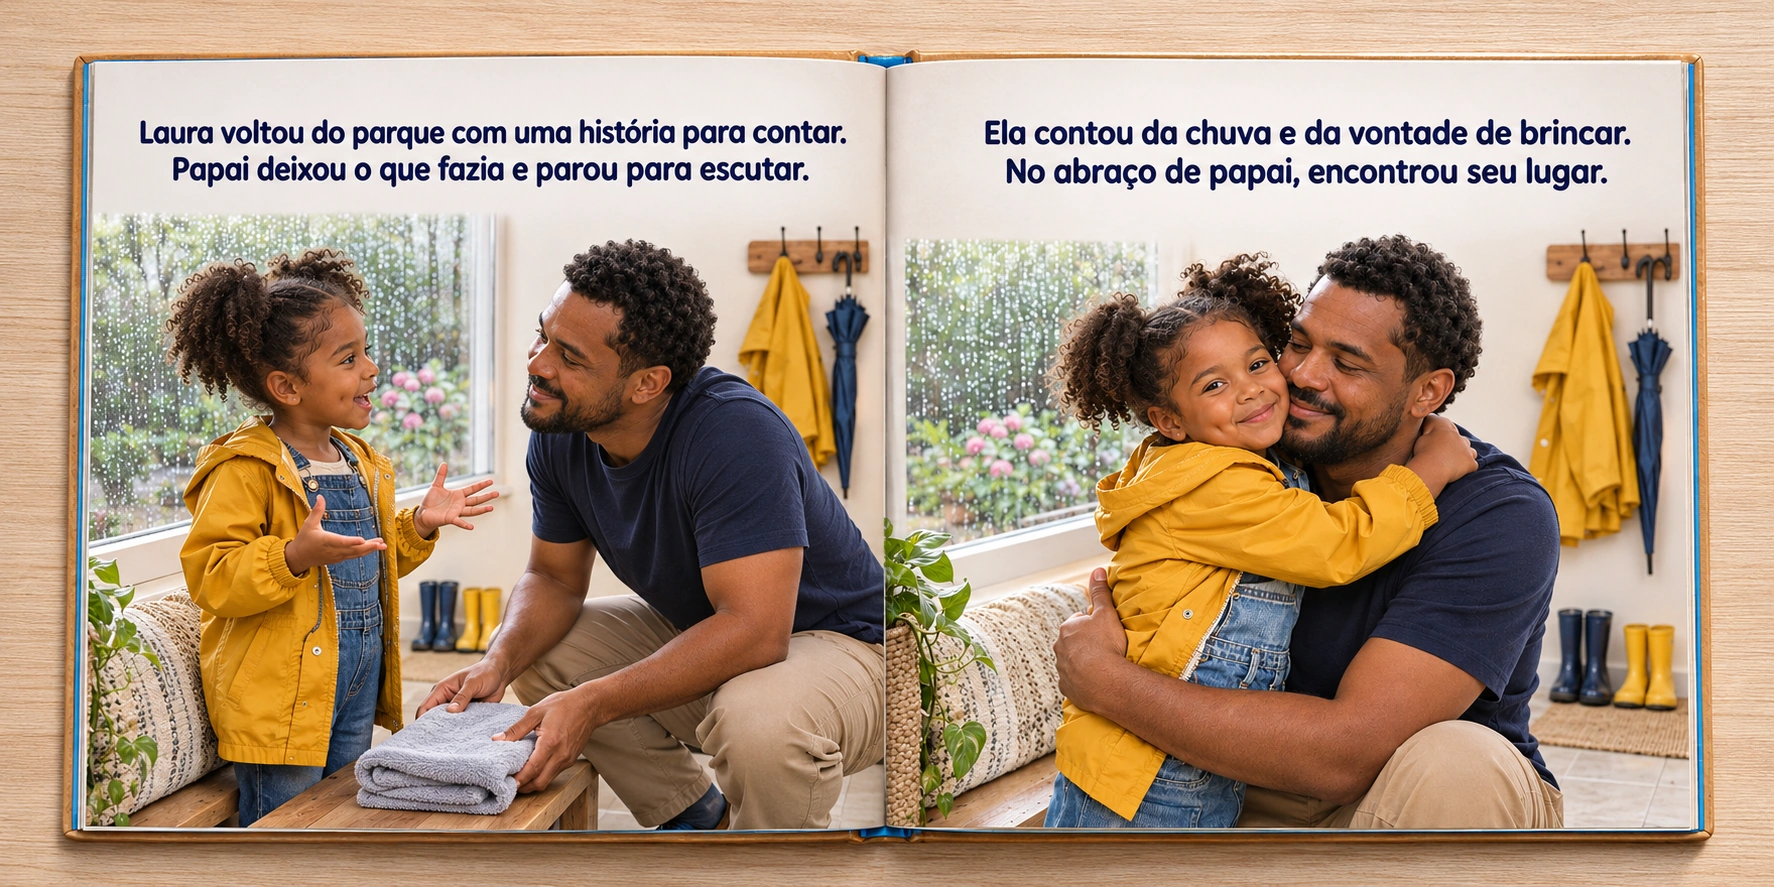 Laura voltou do parque com uma história para contar.
Papai deixou o que fazia e parou para escutar.
Ela contou da chuva e da vontade de brincar.
No abraço de papai, encontrou seu lugar.